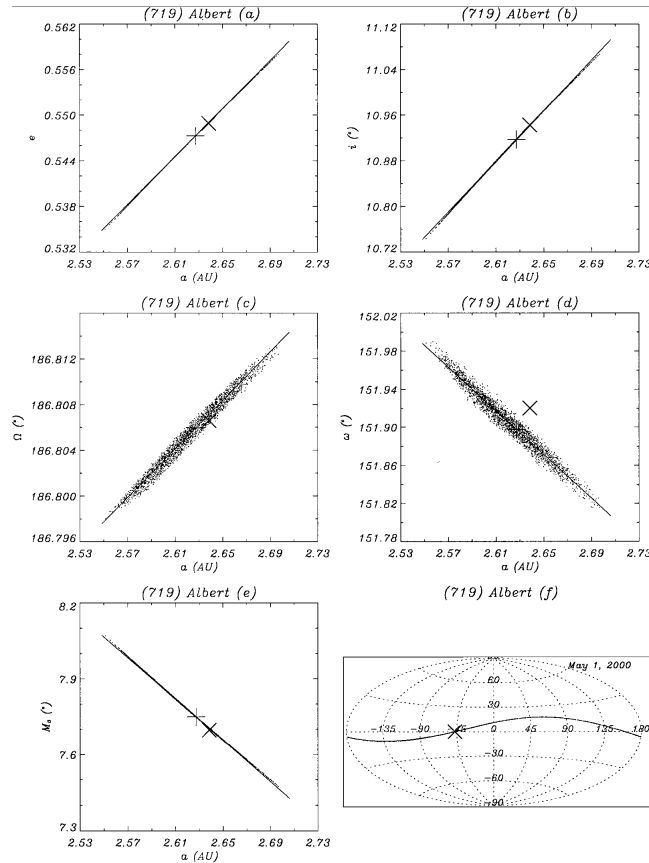 (719) Albert (a)
0.562
0.556
0.550
0.544
0.538
0.532
e
2.53 2.57 2.61 2.65 2.69 2.73
a (AU)
(719) Albert (b)
11.12
11.04
10.96
10.88
10.80
10.72
i (°)
2.53 2.57 2.61 2.65 2.69 2.73
a (AU)
(719) Albert (c)
186.812
186.808
186.804
186.800
186.796
Ω (°)
2.53 2.57 2.61 2.65 2.69 2.73
a (AU)
(719) Albert (d)
152.02
151.98
151.94
151.90
151.86
151.82
151.78
ω (°)
2.53 2.57 2.61 2.65 2.69 2.73
a (AU)
(719) Albert (e)
8.2
7.9
7.6
7.3
2.53 2.57 2.61 2.65 2.69 2.73
a (AU)
(719) Albert (f)
May 1, 2000
60
30
-135 -90 0 45 90 135 180
-30
-60
-90